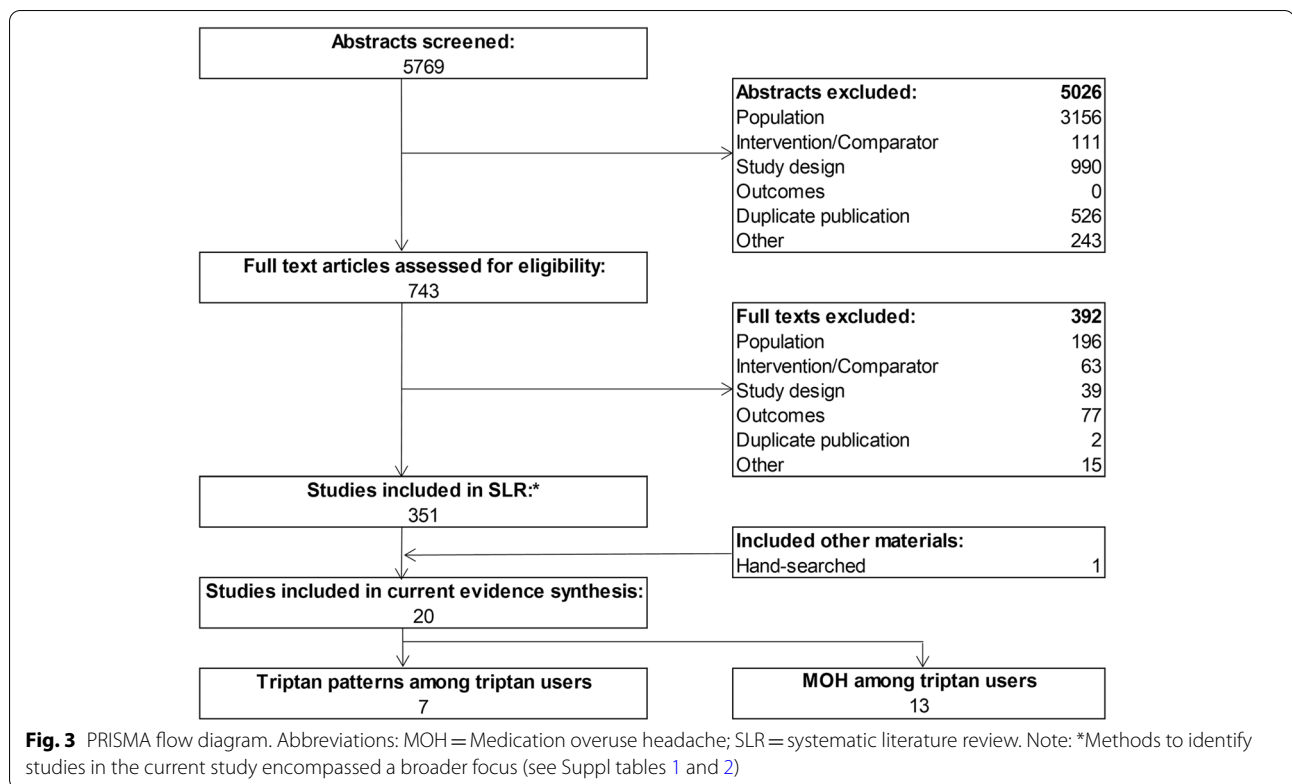 Abstracts screened:
5769
Abstracts excluded: 5026
Population 3156
Intervention/Comparator 111
Study design 990
Outcomes 0
Duplicate publication 526
Other 243
Full text articles assessed for eligibility:
743
Full texts excluded: 392
Population 196
Intervention/Comparator 63
Study design 39
Outcomes 77
Duplicate publication 2
Other 15
Studies included in SLR:*
351
Included other materials:
Hand-searched 1
Studies included in current evidence synthesis:
20
Triptan patterns among triptan users
7
MOH among triptan users
13
Fig. 3 PRISMA flow diagram. Abbreviations: MOH = Medication overuse headache; SLR = systematic literature review. Note: *Methods to identify
studies in the current study encompassed a broader focus (see Suppl tables 1 and 2)